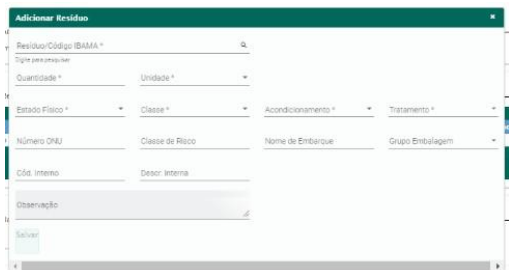 Adicionar Resíduo
Resíduo/Código IBAMA *
Digite para pesquisar
Quantidade * Unidade *
Estado Físico * Classe * Acondicionamento * Tratamento *
Número ONU Classe de Risco Nome de Embarque Grupo Embalagem
Cód. Interno Descr. Interna
Observação
Salvar